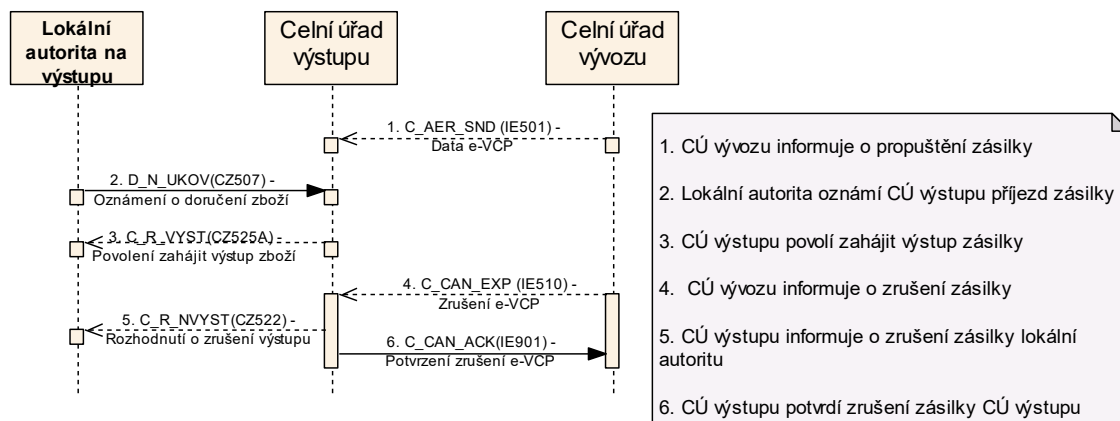 Lokální
autorita na
výstupu
Celní úřad
výstupu
Celní úřad
vývozu
1. C_AER_SND (IE501) -
Data e-VCP
2. D_N_UKOV(CZ507) -
Oznámení o doručení zboží
3. C_R_VYST(CZ525A) -
Povolení zahájit výstup zboží
4. C_CAN_EXP (IE510) -
Zrušení e-VCP
5. C_R_NVYST(CZ522) -
Rozhodnutí o zrušení výstupu
6. C_CAN_ACK(IE901) -
Potvrzení zrušení e-VCP
1. CÚ vývozu informuje o propuštění zásilky
2. Lokální autorita oznámí CÚ výstupu příjezd zásilky
3. CÚ výstupu povolí zahájit výstup zásilky
4. CÚ vývozu informuje o zrušení zásilky
5. CÚ výstupu informuje o zrušení zásilky lokální
autoritu
6. CÚ výstupu potvrdí zrušení zásilky CÚ výstupu